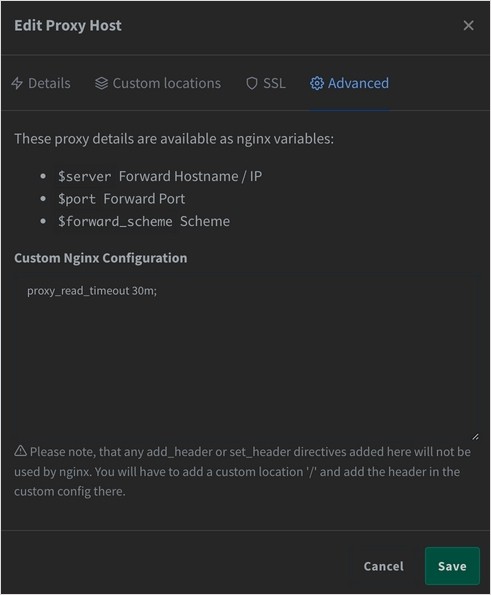 Edit Proxy Host
Details Custom locations SSL Advanced
These proxy details are available as nginx variables:
$server Forward Hostname / IP
$port Forward Port
$forward_scheme Scheme
Custom Nginx Configuration
proxy_read_timeout 30m;
Please note, that any add_header or set_header directives added here will not be
used by nginx. You will have to add a custom location '/' and add the header in the
custom config there.
Cancel Save